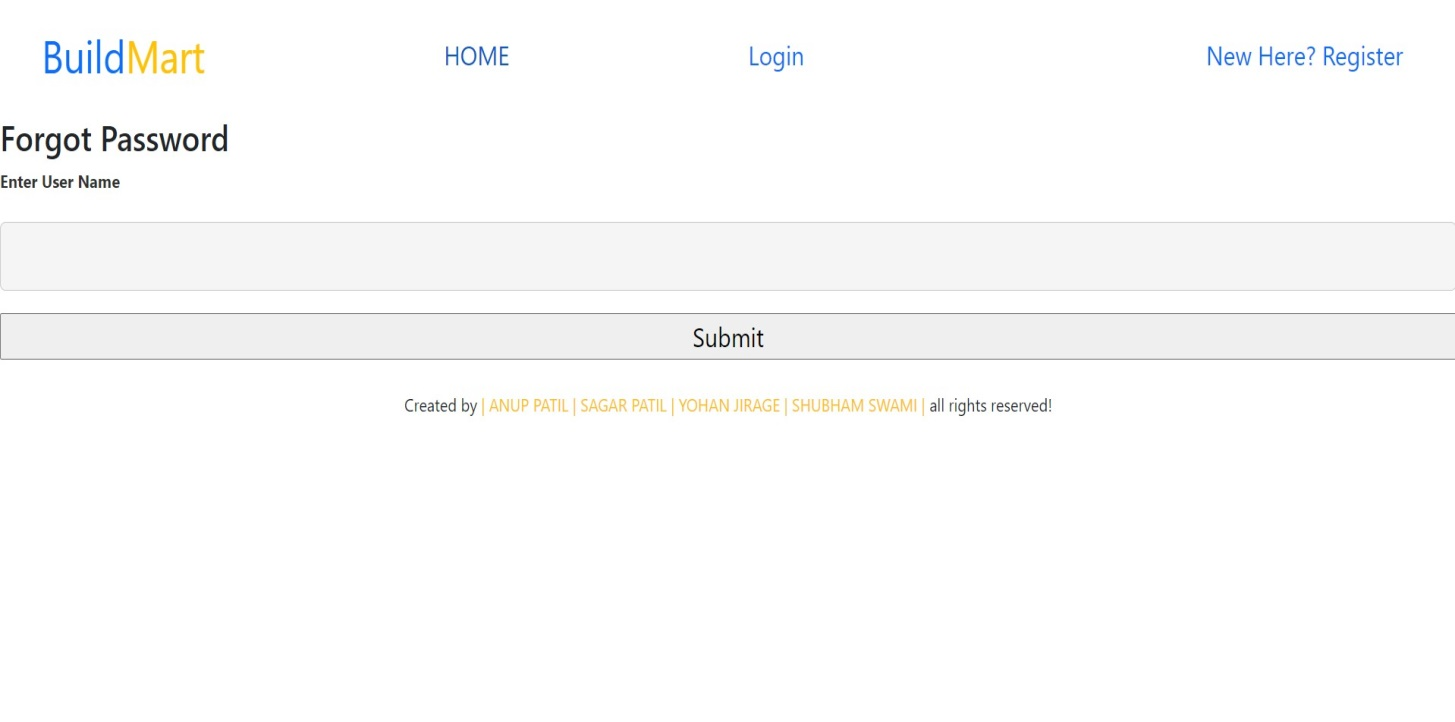 BuildMart HOME Login New Here? Register
Forgot Password
Enter User Name
Submit
Created by | ANUP PATIL | SAGAR PATIL | YOHAN JIRAGE | SHUBHAM SWAMI | all rights reserved!